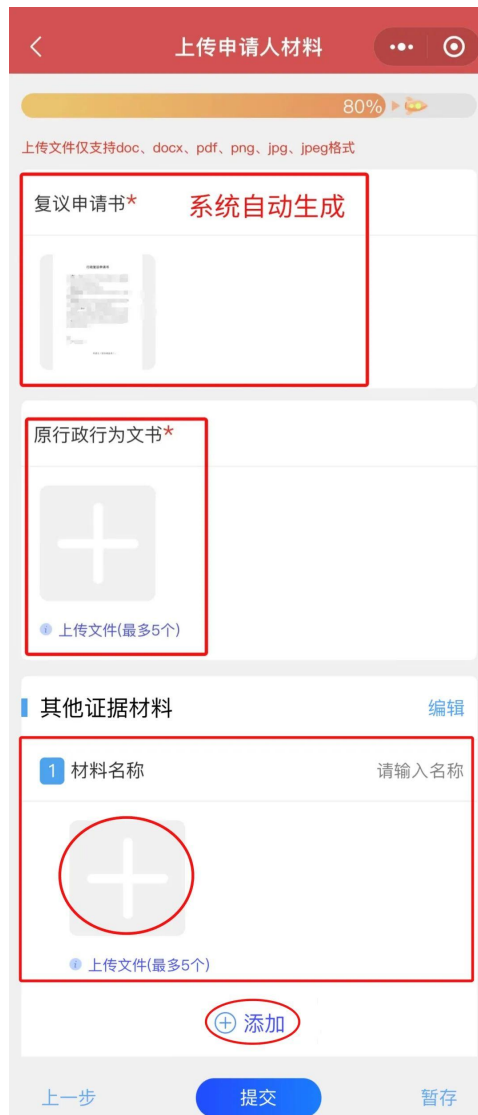 上传申请人材料
80%
上传文件仅支持doc、docx、pdf、png、jpg、jpeg格式
复议申请书* 系统自动生成
原行政行为文书*
上传文件(最多5个)
其他证据材料 编辑
1 材料名称 请输入名称
上传文件(最多5个)
添加
上一步 提交 暂存